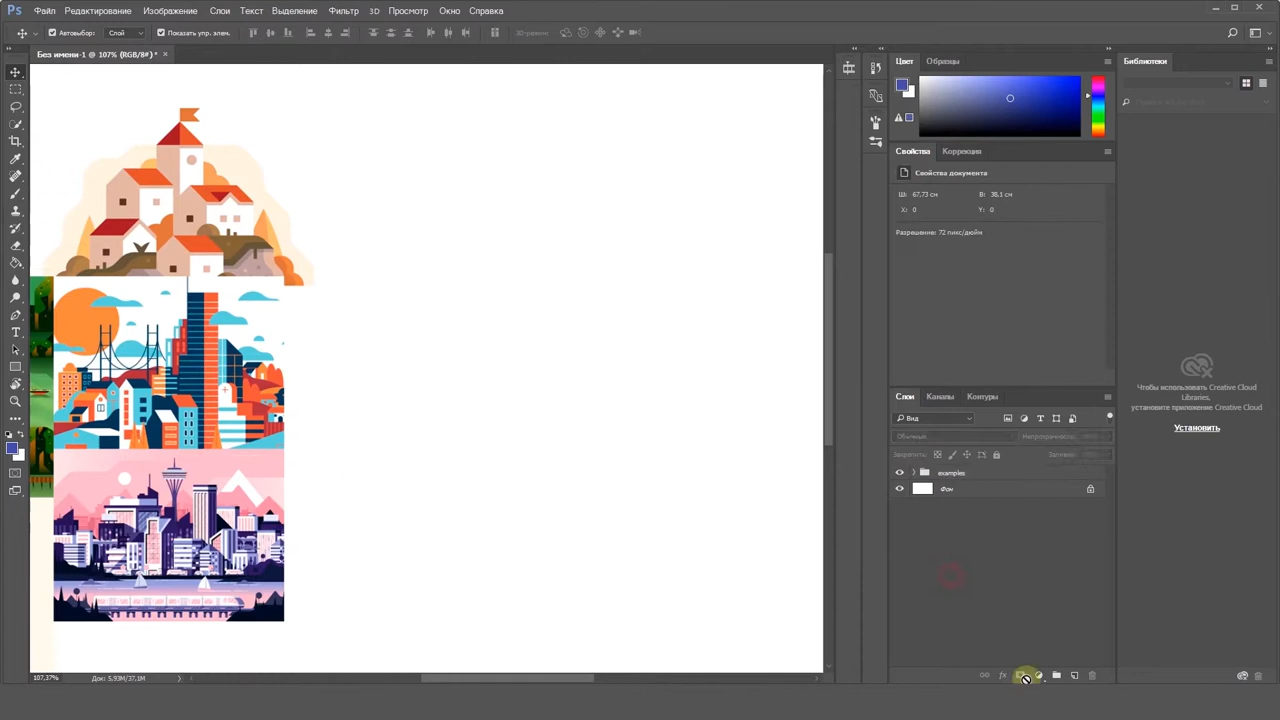 Ps Файл Редактирование Изображение Слои Текст Выделение Фильтр 3D Просмотр Окно Справка
Автовыбор: Слой Показать упр. элем. 3D-режим:
Без имени-1 @ 107% (RGB/8#) * ×
Цвет Образцы
Библиотеки
Свойства Коррекция
Свойства документа
Ш: 67,73 см В: 38,1 см
X: 0 Y: 0
Разрешение: 72 пикс/дюйм
Чтобы использовать Creative Cloud
Libraries,
установите приложение Creative Cloud
Установить
Слои Каналы Контуры
Вид
Обычные Непрозрачность:
Закрепить: Заливка:
examples
Фон
107,37% Док: 5,93M/37,1M